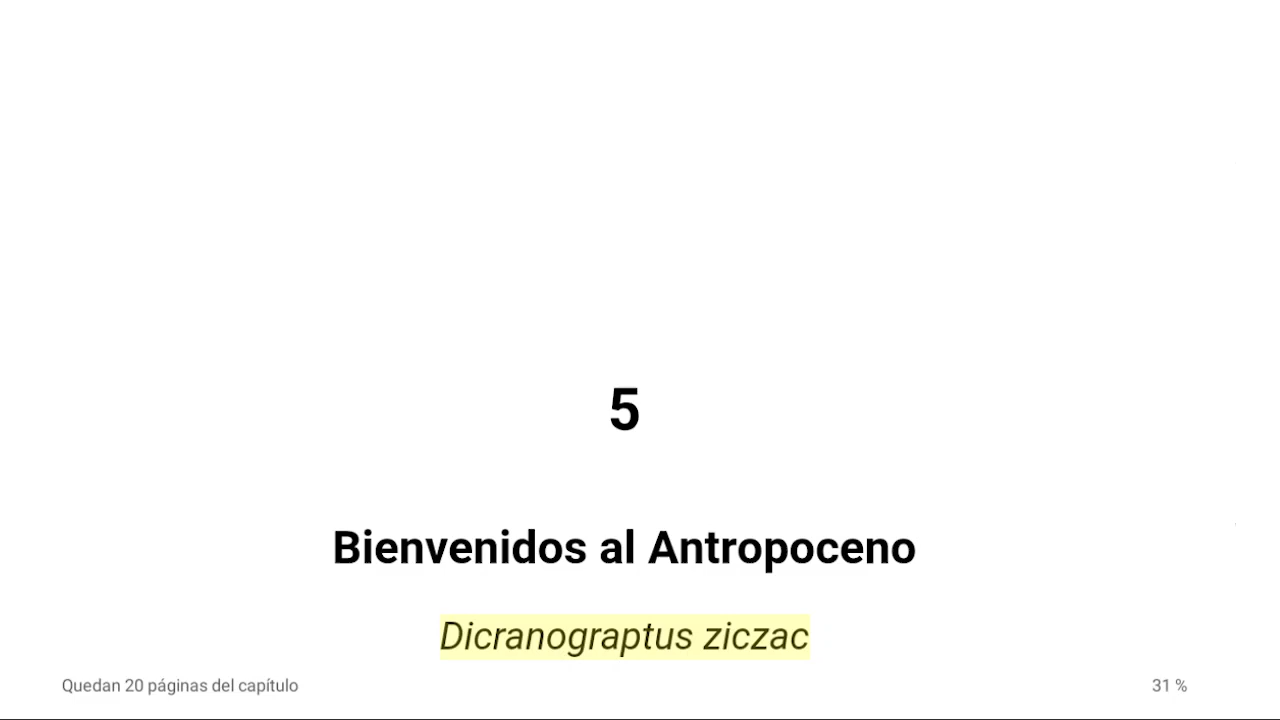 5
Bienvenidos al Antropoceno
Dicranograptus ziczac
Quedan 20 páginas del capítulo
31 %